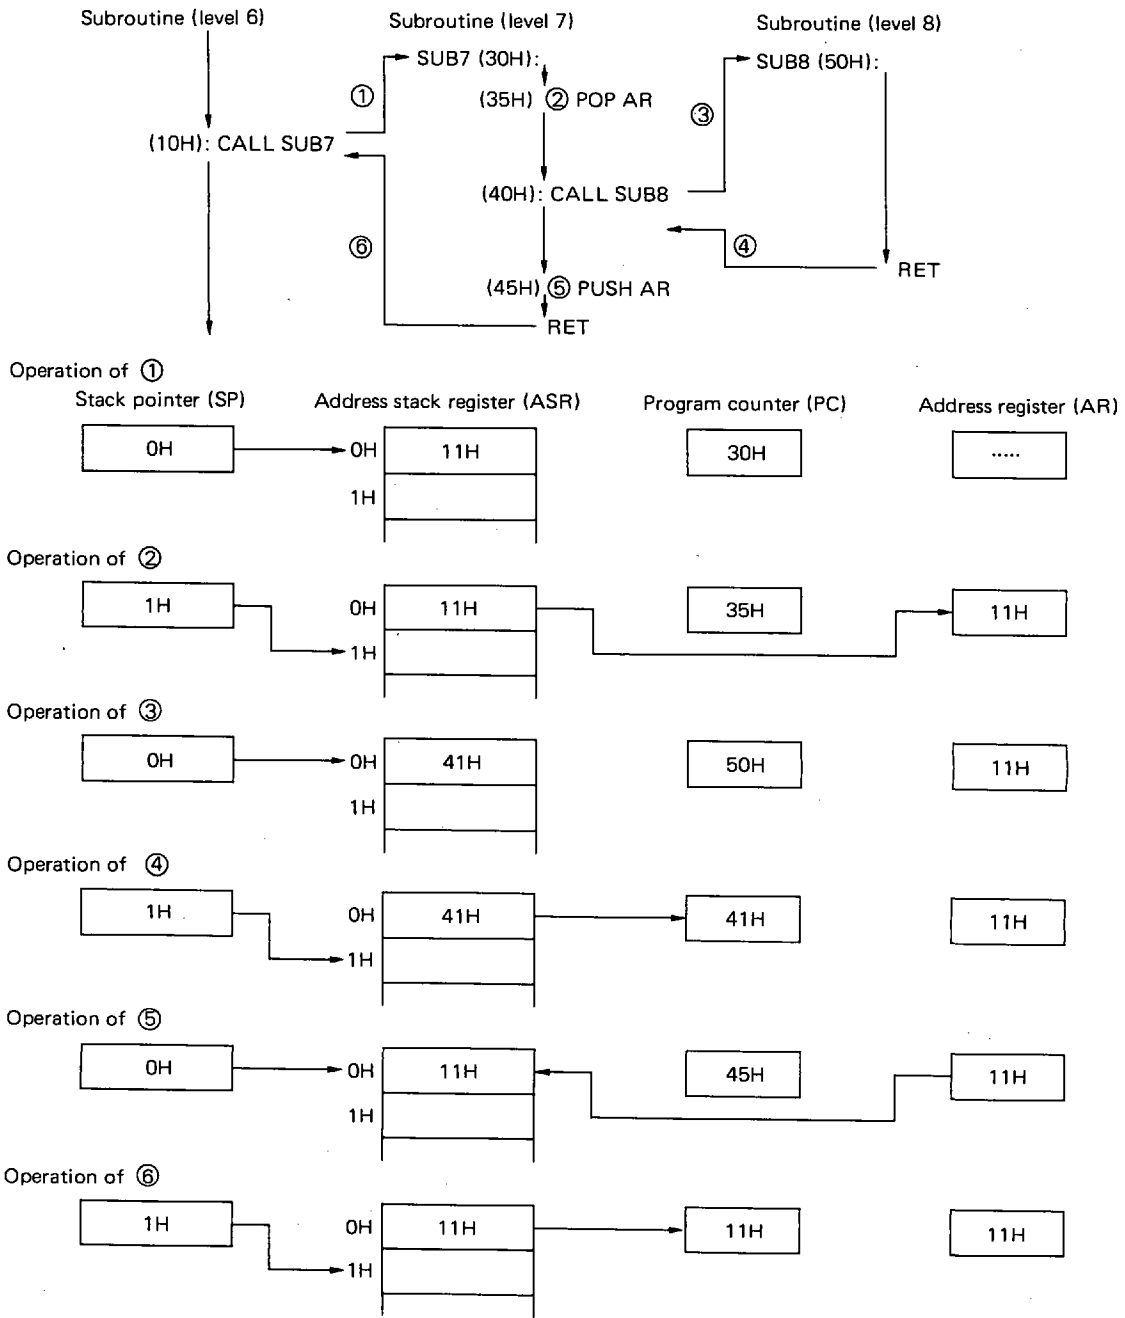 Subroutine (level 6) Subroutine (level 7) Subroutine (level 8)
SUB7 (30H): SUB8 (50H):
① (35H) ② POP AR ③
(10H): CALL SUB7
(40H): CALL SUB8
⑥ ④
RET
(45H) ⑤ PUSH AR
RET
Operation of ①
Stack pointer (SP) Address stack register (ASR) Program counter (PC) Address register (AR)
0H 0H 11H 30H .....
1H
Operation of ②
1H 0H 11H 35H 11H
1H
Operation of ③
0H 0H 41H 50H 11H
1H
Operation of ④
1H 0H 41H 41H 11H
1H
Operation of ⑤
0H 0H 11H 45H 11H
1H
Operation of ⑥
1H 0H 11H 11H 11H
1H